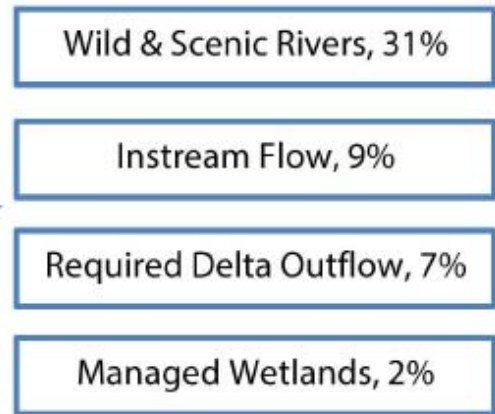 Wild & Scenic Rivers, 31%
Instream Flow, 9%
Required Delta Outflow, 7%
Managed Wetlands, 2%